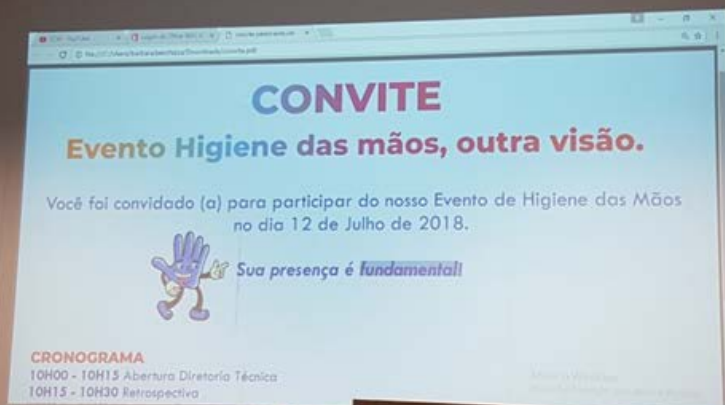 CONVITE
Evento Higiene das mãos, outra visão.
Você foi convidado (a) para participar do nosso Evento de Higiene das Mãos
no dia 12 de Julho de 2018.
Sua presença é fundamental!
CRONOGRAMA
10H00 - 10H15 Abertura Diretoria Técnica
10H15 - 10H30 Retrospectiva